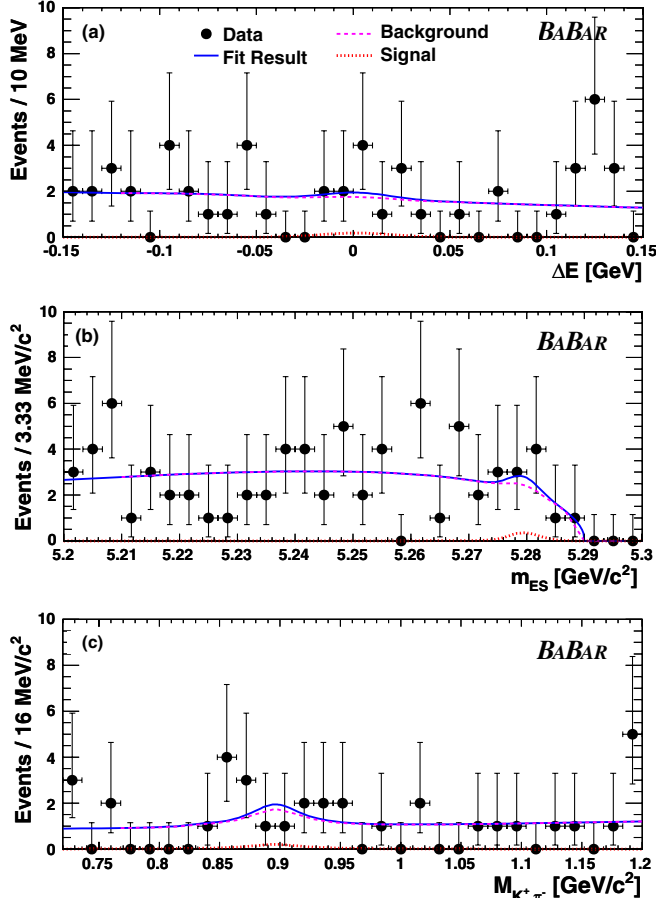 (a) Data Background BABAR
Fit Result Signal
Events / 10 MeV
10
8
6
4
2
0
-0.15 -0.1 -0.05 0 0.05 0.1 0.15
ΔE [GeV]
(b) BABAR
Events / 3.33 MeV/c²
10
8
6
4
2
0
5.2 5.21 5.22 5.23 5.24 5.25 5.26 5.27 5.28 5.29 5.3
m_ES [GeV/c²]
(c) BABAR
Events / 16 MeV/c²
10
8
6
4
2
0
0.75 0.8 0.85 0.9 0.95 1 1.05 1.1 1.15 1.2
M_K⁺π⁻ [GeV/c²]